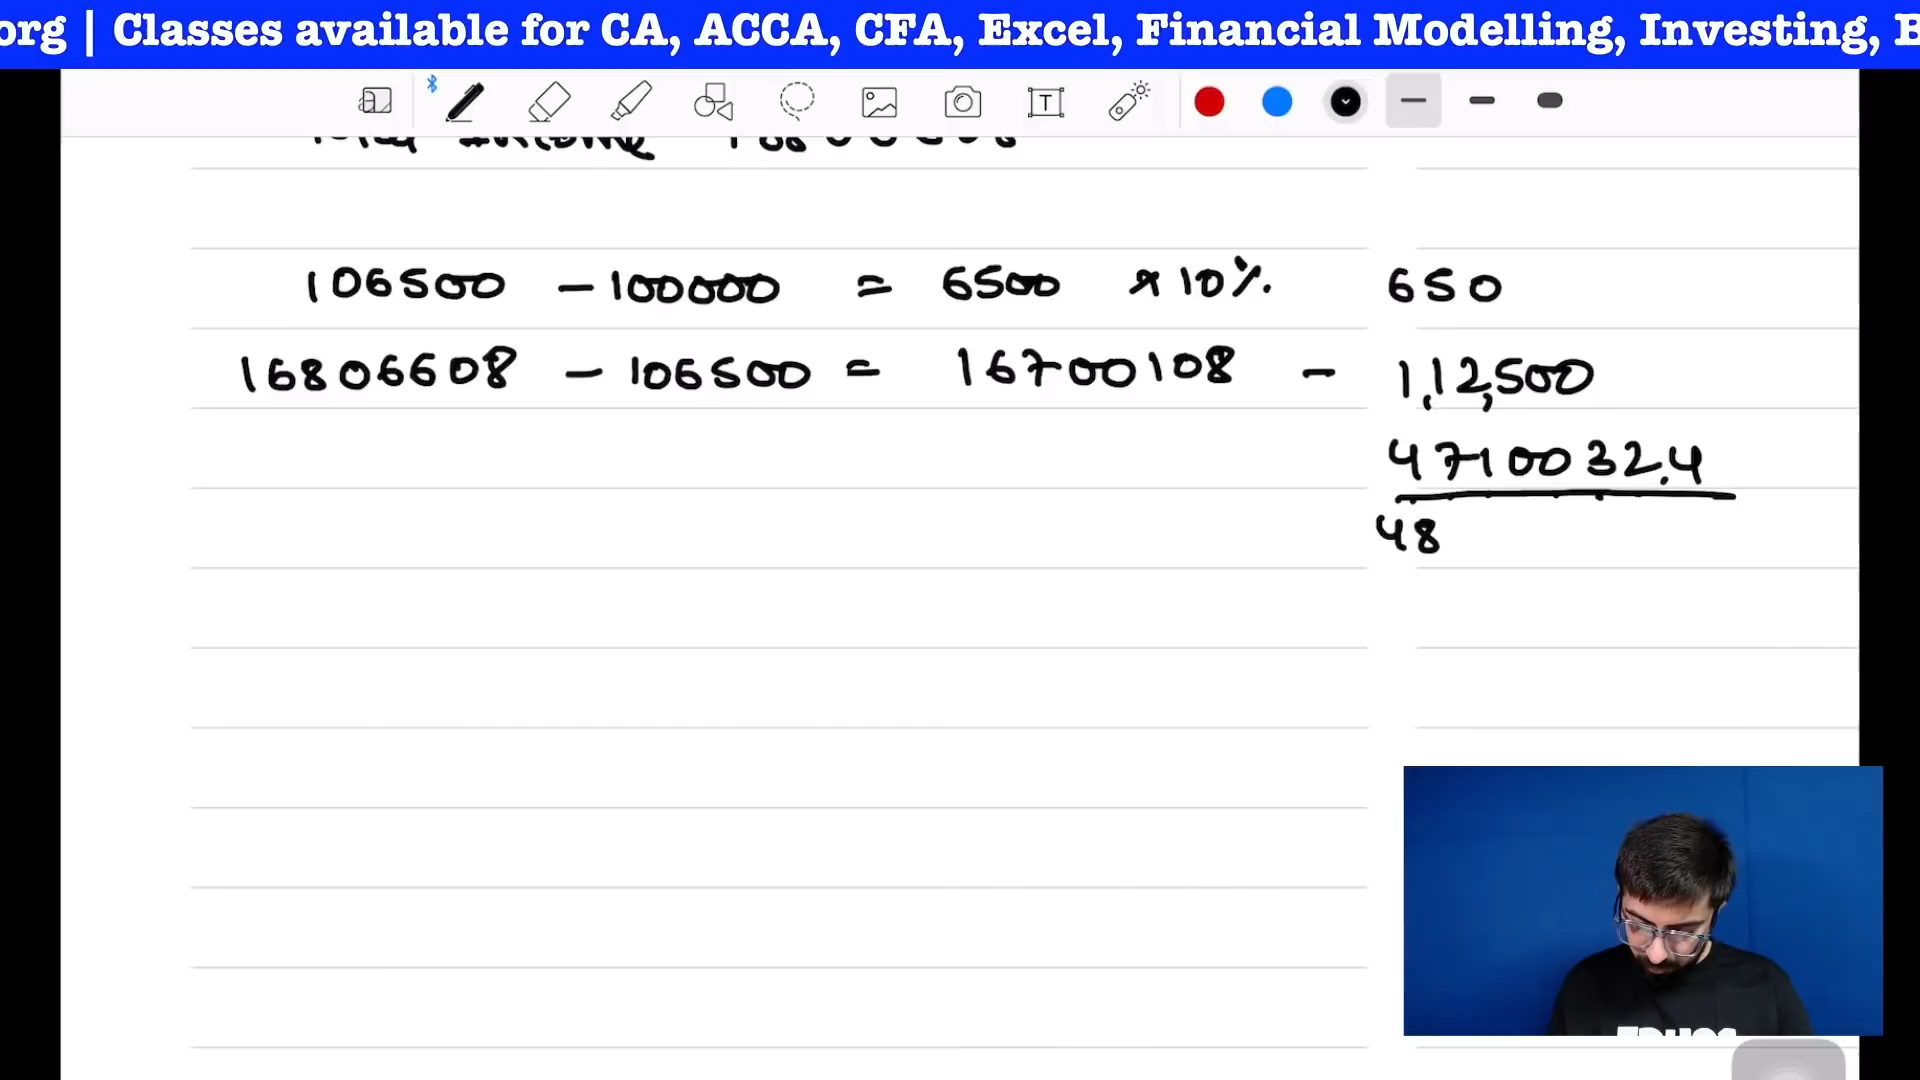 org | Classes available for CA, ACCA, CFA, Excel, Financial Modelling, Investing, B
T
106500 - 100000 = 6500 × 10% 650
16806608 - 106500 = 16700108 - 1,12,500
4710032.4
48